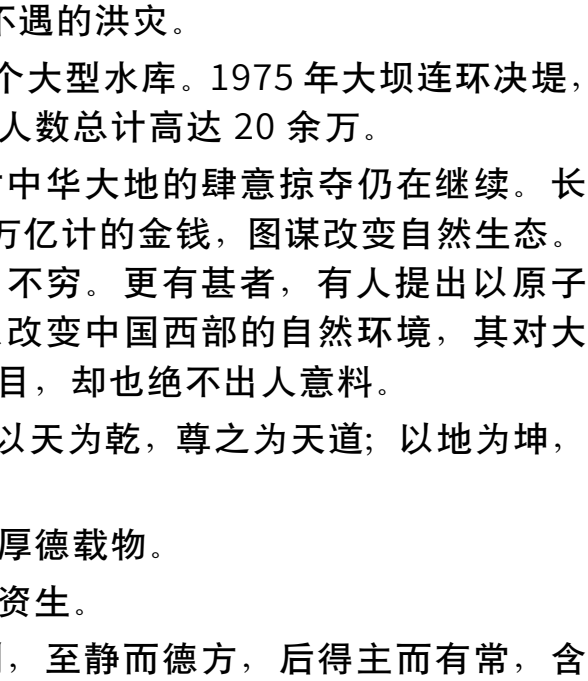 不遇的洪灾。
个大型水库。1975 年大坝连环决堤，
人数总计高达 20 余万。
中华大地的肆意掠夺仍在继续。长
万亿计的金钱，图谋改变自然生态。
不穷。更有甚者，有人提出以原子
改变中国西部的自然环境，其对大
目，却也绝不出人意料。
以天为乾，尊之为天道；以地为坤，
厚德载物。
资生。
，至静而德方，后得主而有常，含